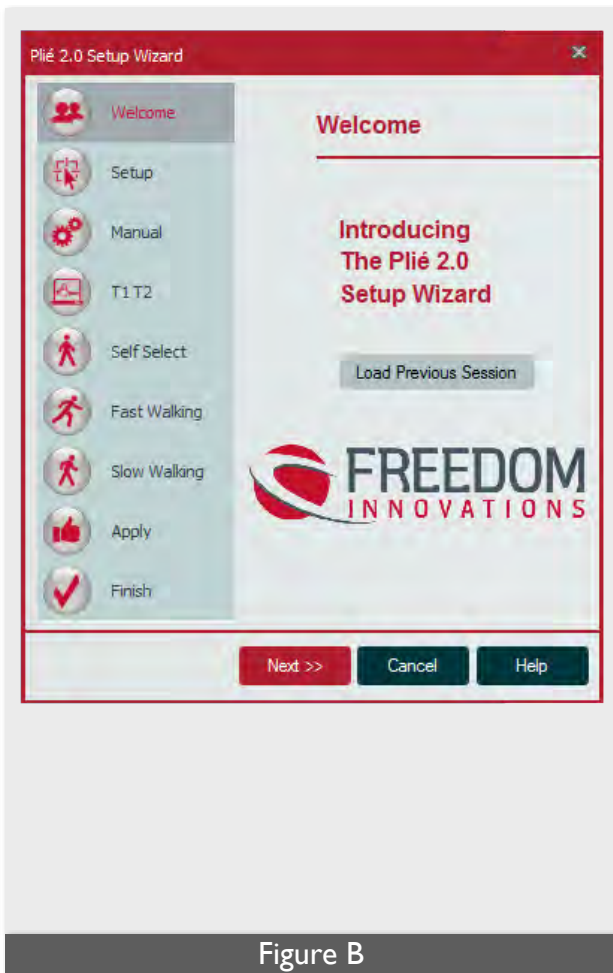 Plié 2.0 Setup Wizard
Welcome
Setup
Manual
T1 T2
Self Select
Fast Walking
Slow Walking
Apply
Finish
Welcome
Introducing
The Plié 2.0
Setup Wizard
Load Previous Session
FREEDOM
INNOVATIONS
Next >>
Cancel
Help
Figure B